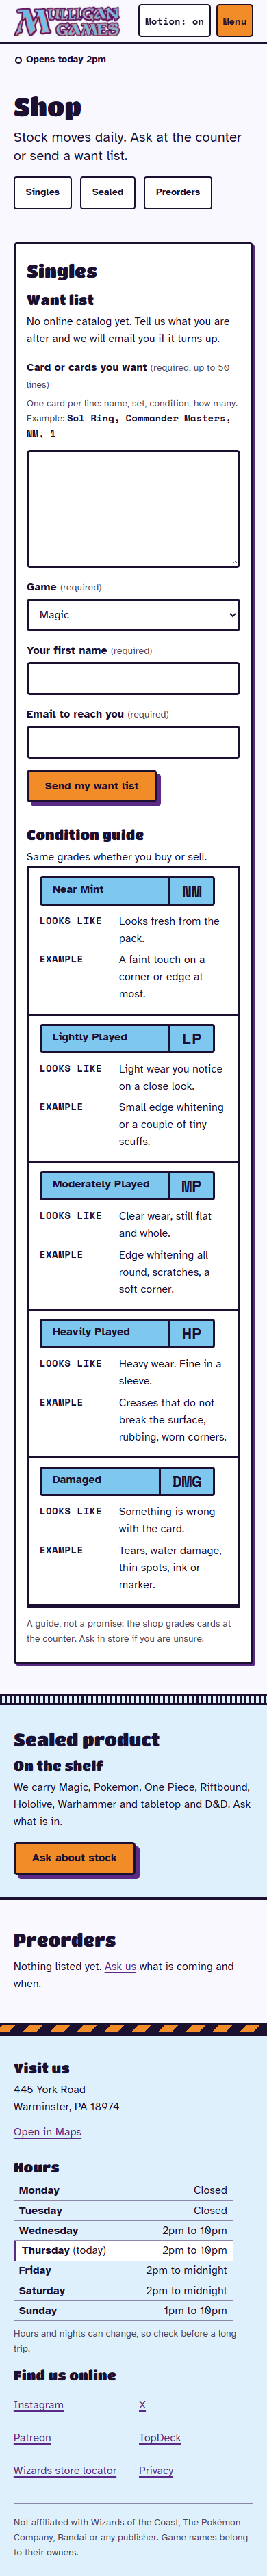 MULLIGAN GAMES
Motion: on
Menu
Opens today 2pm
Shop
Stock moves daily. Ask at the counter
or send a want list.
Singles
Sealed
Preorders
Singles
Want list
No online catalog yet. Tell us what you are
after and we will email you if it turns up.
Card or cards you want (required, up to 50
lines)
One card per line: name, set, condition, how many.
Example: Sol Ring, Commander Masters,
NM, 1
Game (required)
Magic
Your first name (required)
Email to reach you (required)
Send my want list
Condition guide
Same grades whether you buy or sell.
Near Mint NM
LOOKS LIKE Looks fresh from the
pack.
EXAMPLE A faint touch on a
corner or edge at
most.
Lightly Played LP
LOOKS LIKE Light wear you notice
on a close look.
EXAMPLE Small edge whitening
or a couple of tiny
scuffs.
Moderately Played MP
LOOKS LIKE Clear wear, still flat
and whole.
EXAMPLE Edge whitening all
round, scratches, a
soft corner.
Heavily Played HP
LOOKS LIKE Heavy wear. Fine in a
sleeve.
EXAMPLE Creases that do not
break the surface,
rubbing, worn corners.
Damaged DMG
LOOKS LIKE Something is wrong
with the card.
EXAMPLE Tears, water damage,
thin spots, ink or
marker.
A guide, not a promise: the shop grades cards at
the counter. Ask in store if you are unsure.
Sealed product
On the shelf
We carry Magic, Pokemon, One Piece, Riftbound,
Hololive, Warhammer and tabletop and D&D. Ask
what is in.
Ask about stock
Preorders
Nothing listed yet. Ask us what is coming and
when.
Visit us
445 York Road
Warminster, PA 18974
Open in Maps
Hours
Monday Closed
Tuesday Closed
Wednesday 2pm to 10pm
Thursday (today) 2pm to 10pm
Friday 2pm to midnight
Saturday 2pm to midnight
Sunday 1pm to 10pm
Hours and nights can change, so check before a long
trip.
Find us online
Instagram X
Patreon TopDeck
Wizards store locator Privacy
Not affiliated with Wizards of the Coast, The Pokémon
Company, Bandai or any publisher. Game names belong
to their owners.